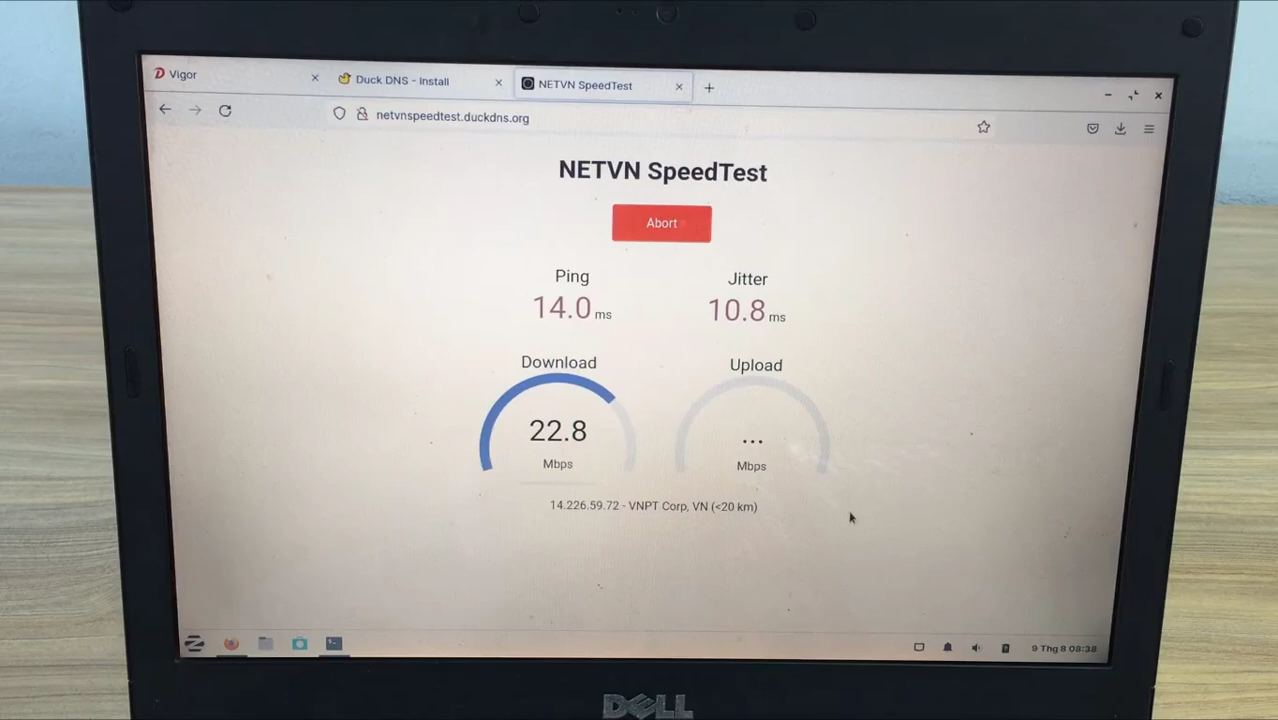 Vigor
Duck DNS - install
NETVN SpeedTest
netvnspeedtest.duckdns.org
NETVN SpeedTest
Abort
Ping
Jitter
14.0 ms
10.8 ms
Download
Upload
22.8
...
Mbps
Mbps
14.226.59.72 - VNPT Corp, VN (<20 km)
9 Thg 8 08:38
DELL